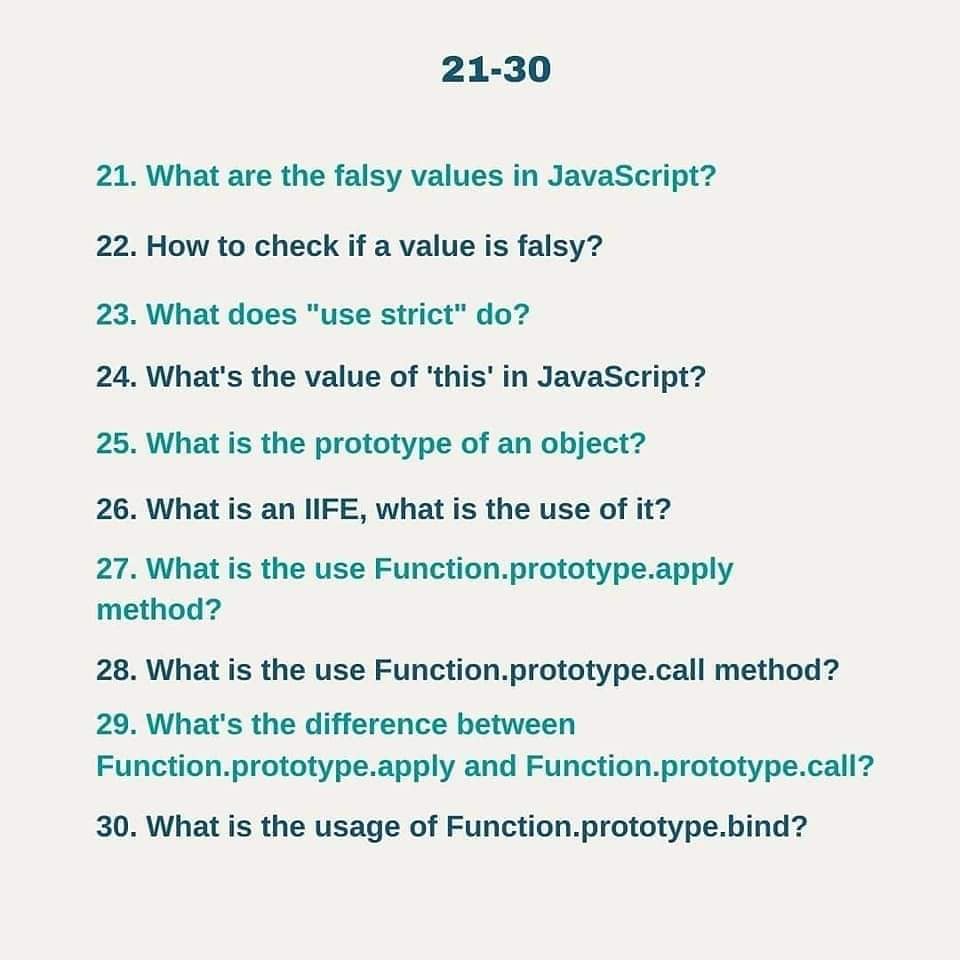 21-30
21. What are the falsy values in JavaScript?
22. How to check if a value is falsy?
23. What does "use strict" do?
24. What's the value of 'this' in JavaScript?
25. What is the prototype of an object?
26. What is an IIFE, what is the use of it?
27. What is the use Function.prototype.apply
method?
28. What is the use Function.prototype.call method?
29. What's the difference between
Function.prototype.apply and Function.prototype.call?
30. What is the usage of Function.prototype.bind?